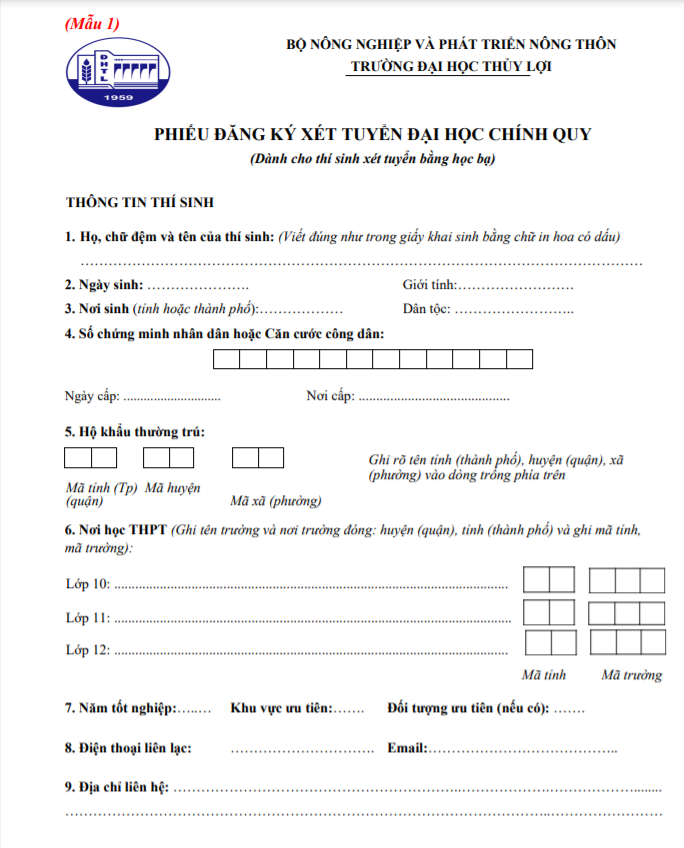 (Mẫu 1)
ĐHTL
1959
BỘ NÔNG NGHIỆP VÀ PHÁT TRIỂN NÔNG THÔN
TRƯỜNG ĐẠI HỌC THỦY LỢI
PHIẾU ĐĂNG KÝ XÉT TUYỂN ĐẠI HỌC CHÍNH QUY
(Dành cho thí sinh xét tuyển bằng học bạ)
THÔNG TIN THÍ SINH
1. Họ, chữ đệm và tên của thí sinh: (Viết đúng như trong giấy khai sinh bằng chữ in hoa có dấu)
2. Ngày sinh: ………………… Giới tính:……………………
3. Nơi sinh (tỉnh hoặc thành phố):……………… Dân tộc: ……………………..
4. Số chứng minh nhân dân hoặc Căn cước công dân:
Ngày cấp: ............................. Nơi cấp: .............................................
5. Hộ khẩu thường trú:
Ghi rõ tên tỉnh (thành phố), huyện (quận), xã
(phường) vào dòng trống phía trên
Mã tỉnh (Tp) Mã huyện
(quận) Mã xã (phường)
6. Nơi học THPT (Ghi tên trường và nơi trường đóng: huyện (quận), tỉnh (thành phố) và ghi mã tỉnh,
mã trường):
Lớp 10: ....................................................................................
Lớp 11: ....................................................................................
Lớp 12: ....................................................................................
Mã tỉnh Mã trường
7. Năm tốt nghiệp:…..… Khu vực ưu tiên:……. Đối tượng ưu tiên (nếu có): …….
8. Điện thoại liên lạc: ………………………. Email:………………………………..
9. Địa chỉ liên hệ: ………………………………………………..………………………………........